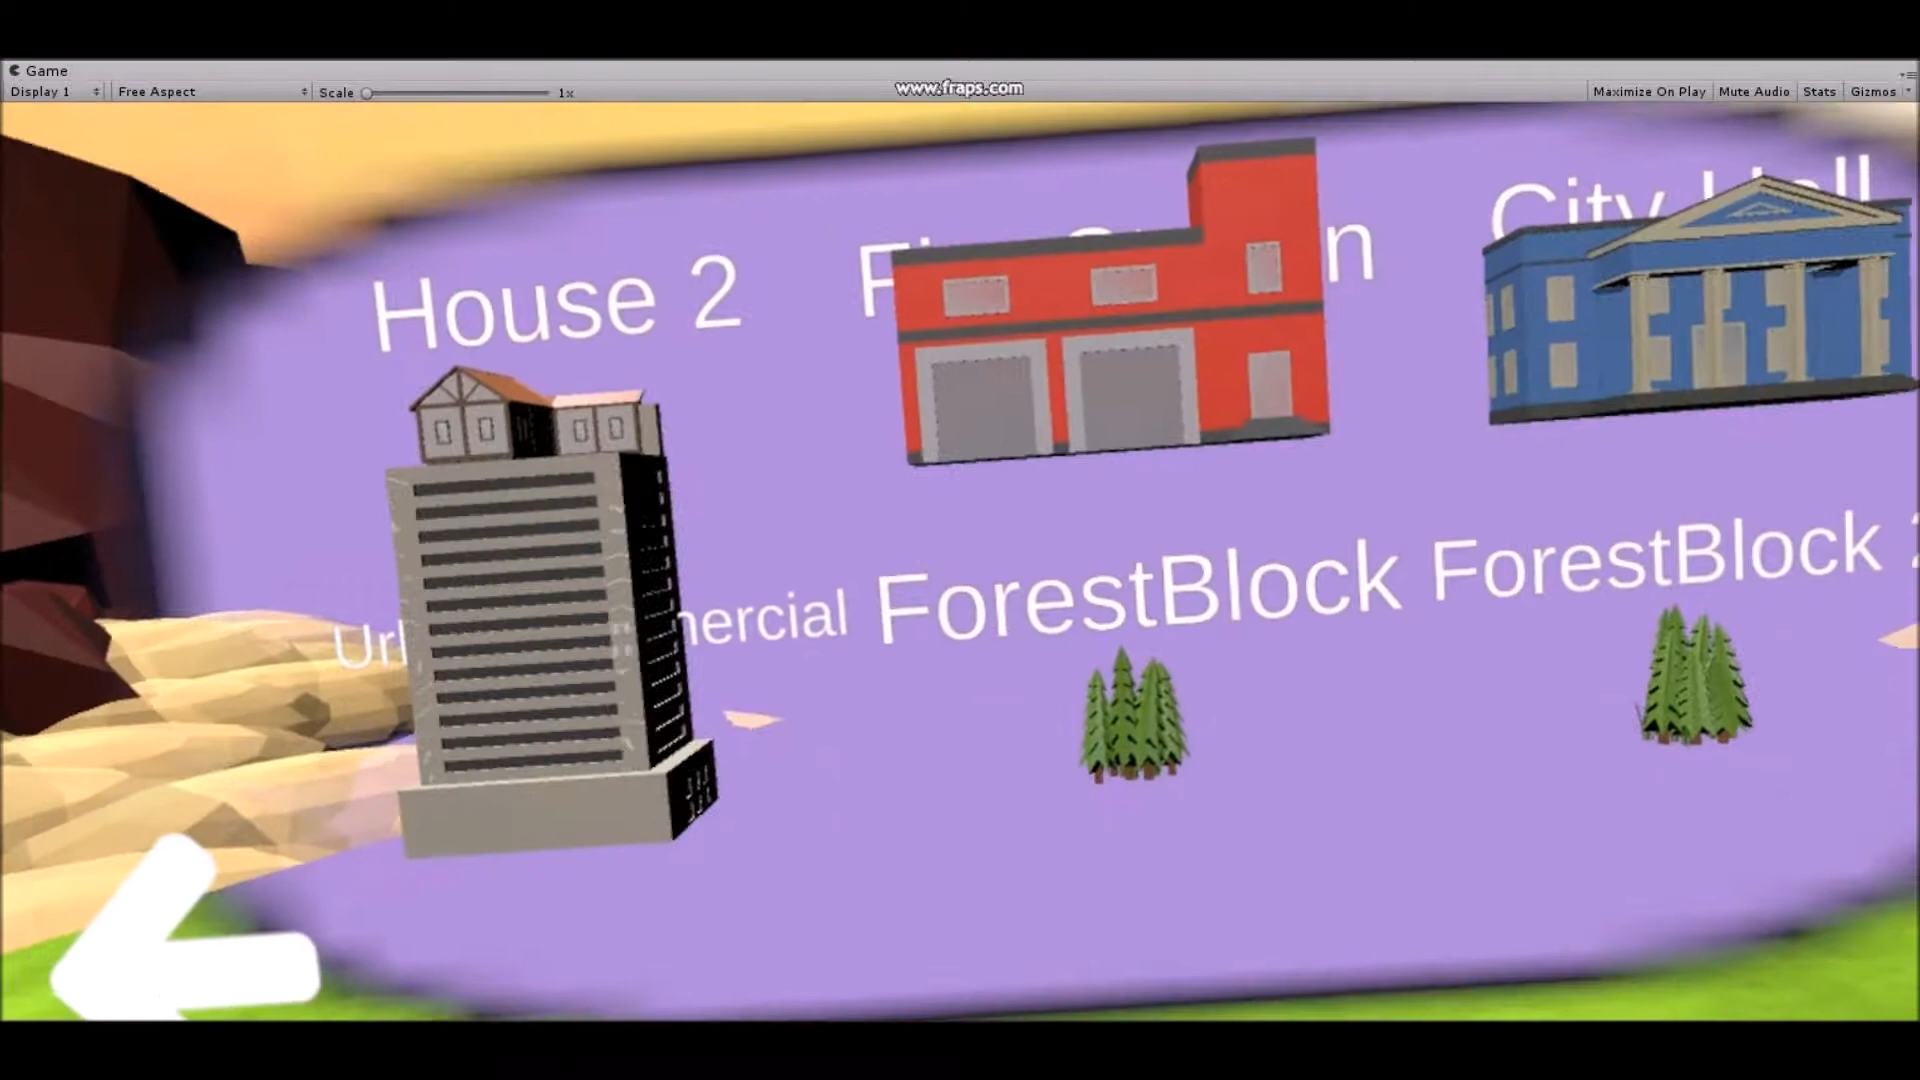 Game
Display 1 Free Aspect Scale 1x www.fraps.com Maximize On Play Mute Audio Stats Gizmos
House 2 City
ForestBlock ForestBlock